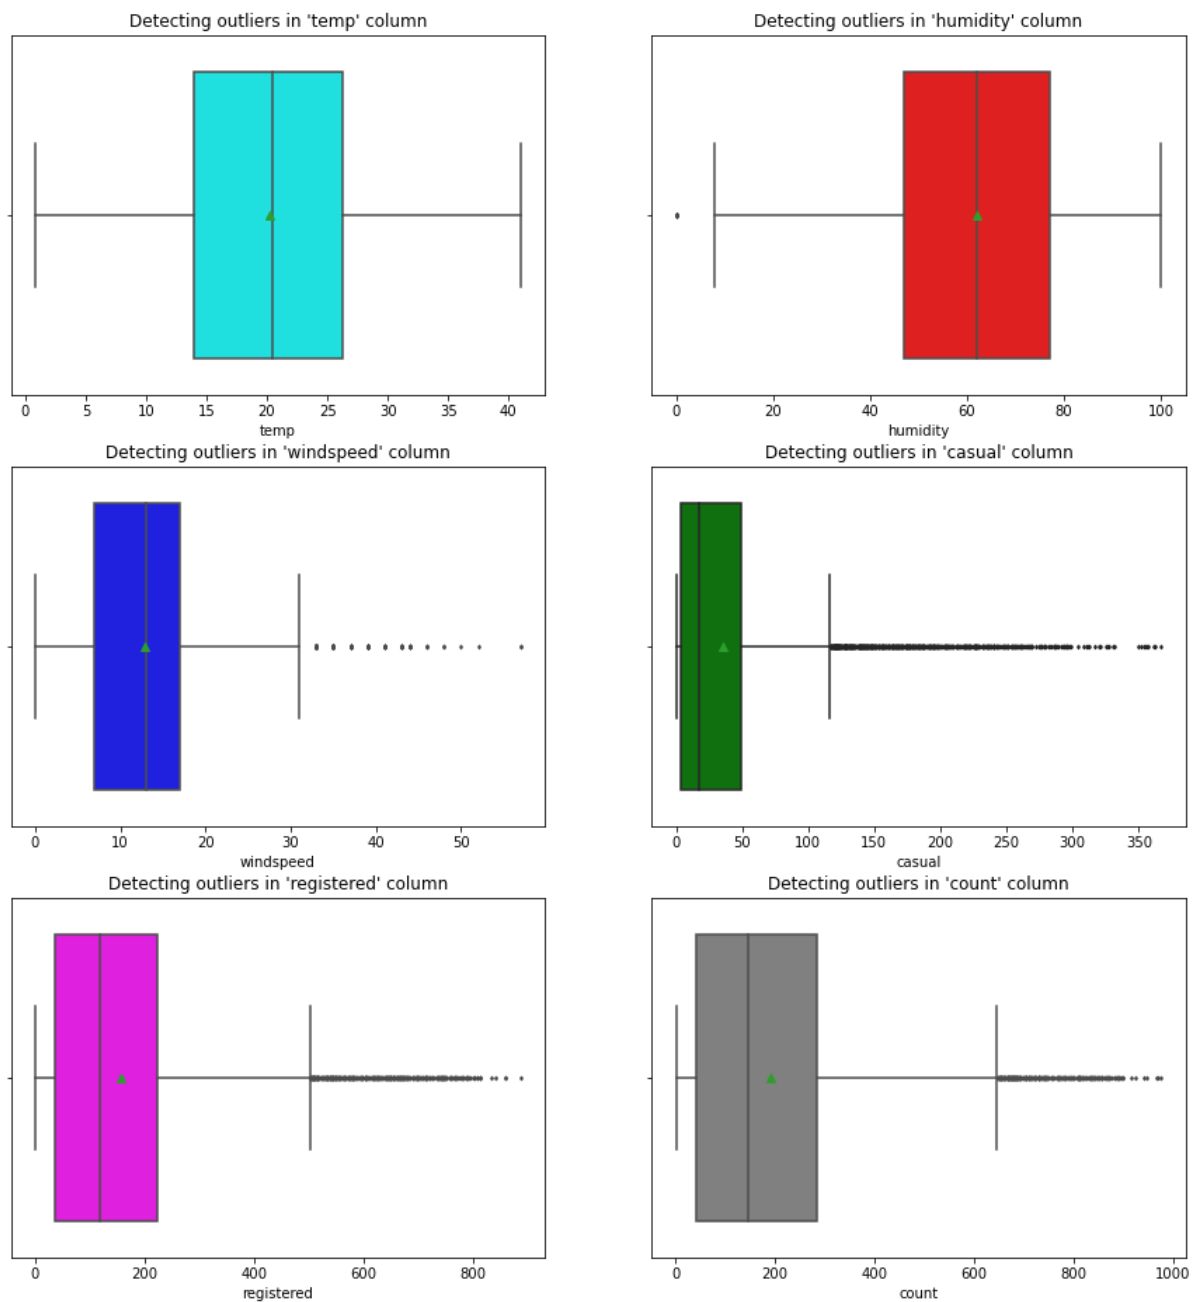 Detecting outliers in 'temp' column
0 5 10 15 20 25 30 35 40
temp
Detecting outliers in 'humidity' column
0 20 40 60 80 100
humidity
Detecting outliers in 'windspeed' column
0 10 20 30 40 50
windspeed
Detecting outliers in 'casual' column
0 50 100 150 200 250 300 350
casual
Detecting outliers in 'registered' column
0 200 400 600 800
registered
Detecting outliers in 'count' column
0 200 400 600 800 1000
count